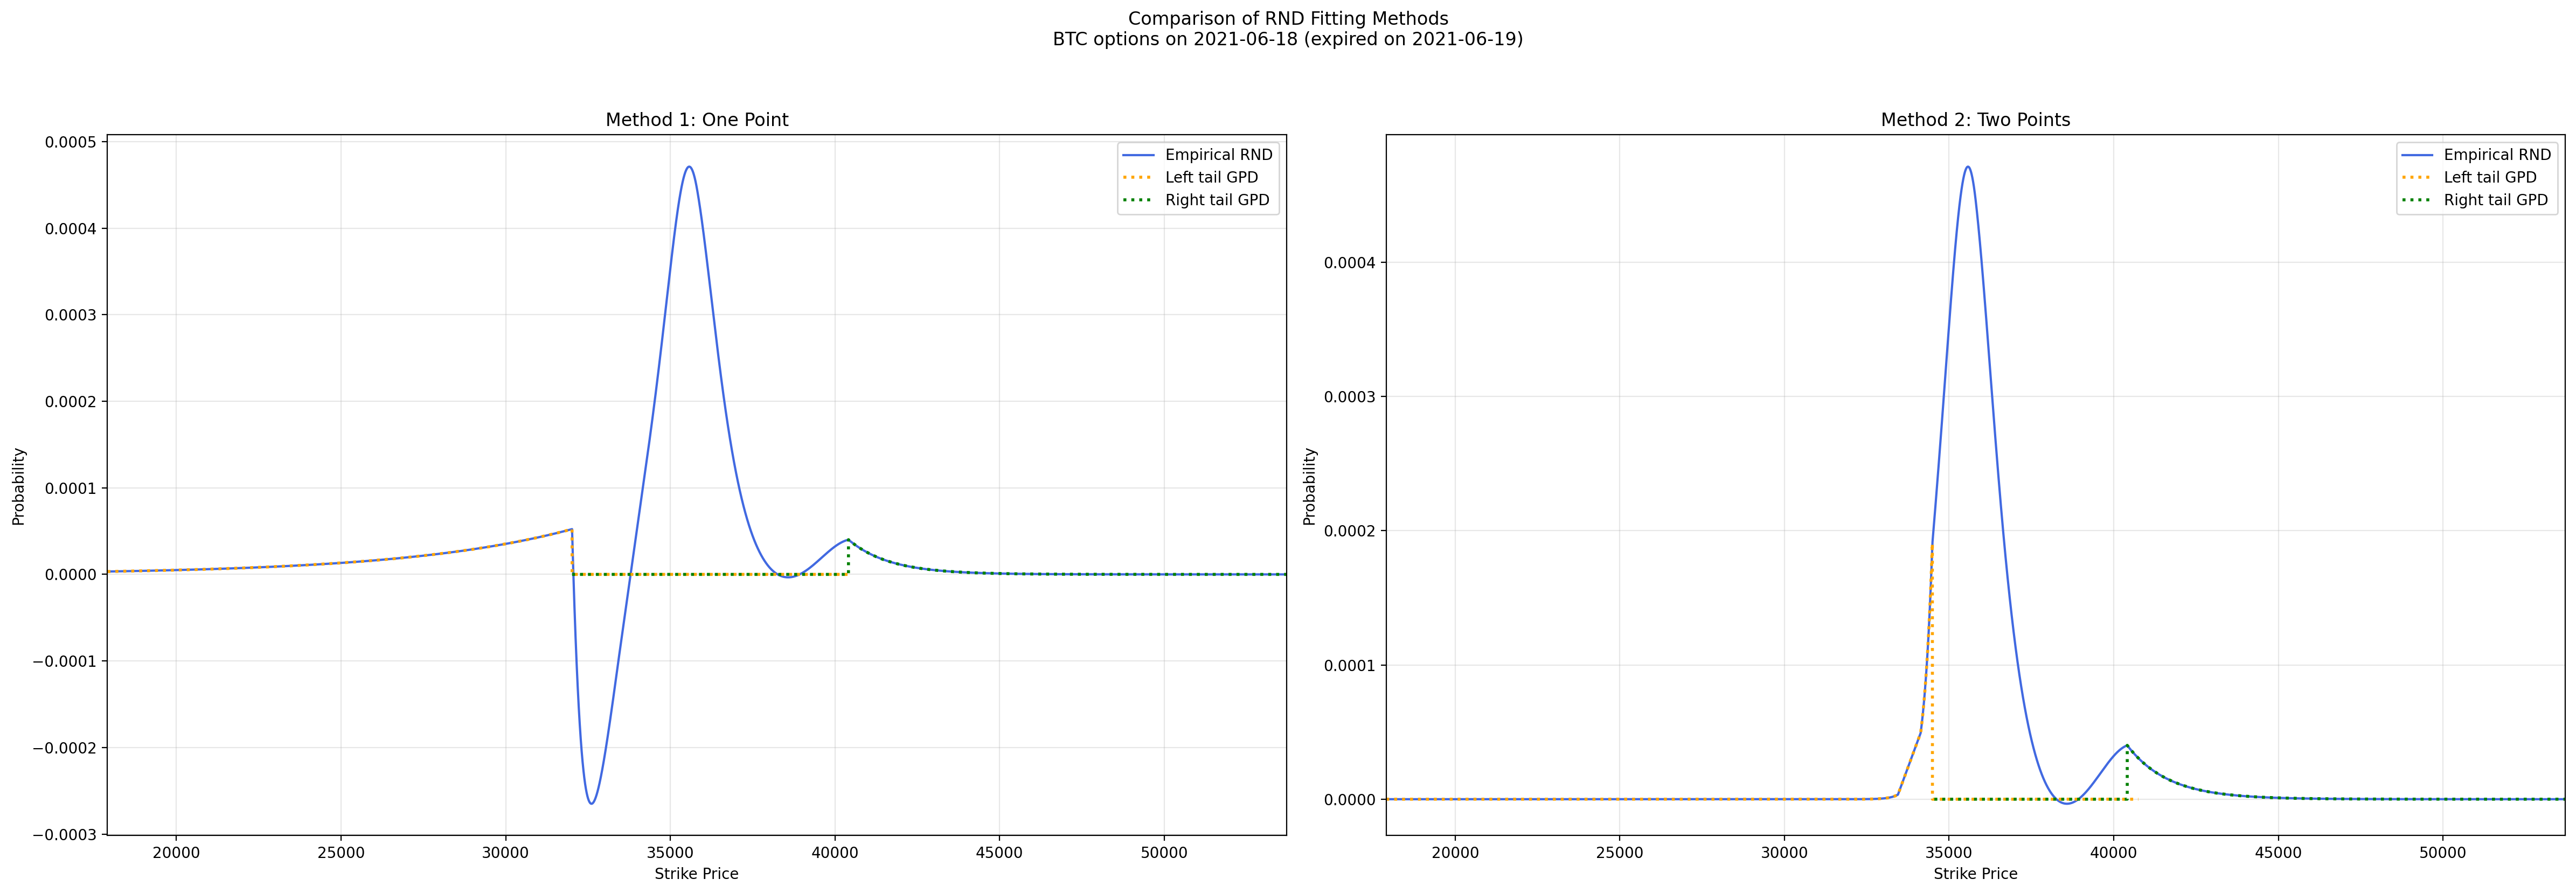 Comparison of RND Fitting Methods
BTC options on 2021-06-18 (expired on 2021-06-19)
Method 1: One Point
0.0005
0.0004
0.0003
0.0002
0.0001
0.0000
−0.0001
−0.0002
−0.0003
Probability
Empirical RND
Left tail GPD
Right tail GPD
20000 25000 30000 35000 40000 45000 50000
Strike Price
Method 2: Two Points
0.0004
0.0003
0.0002
0.0001
0.0000
Probability
Empirical RND
Left tail GPD
Right tail GPD
20000 25000 30000 35000 40000 45000 50000
Strike Price